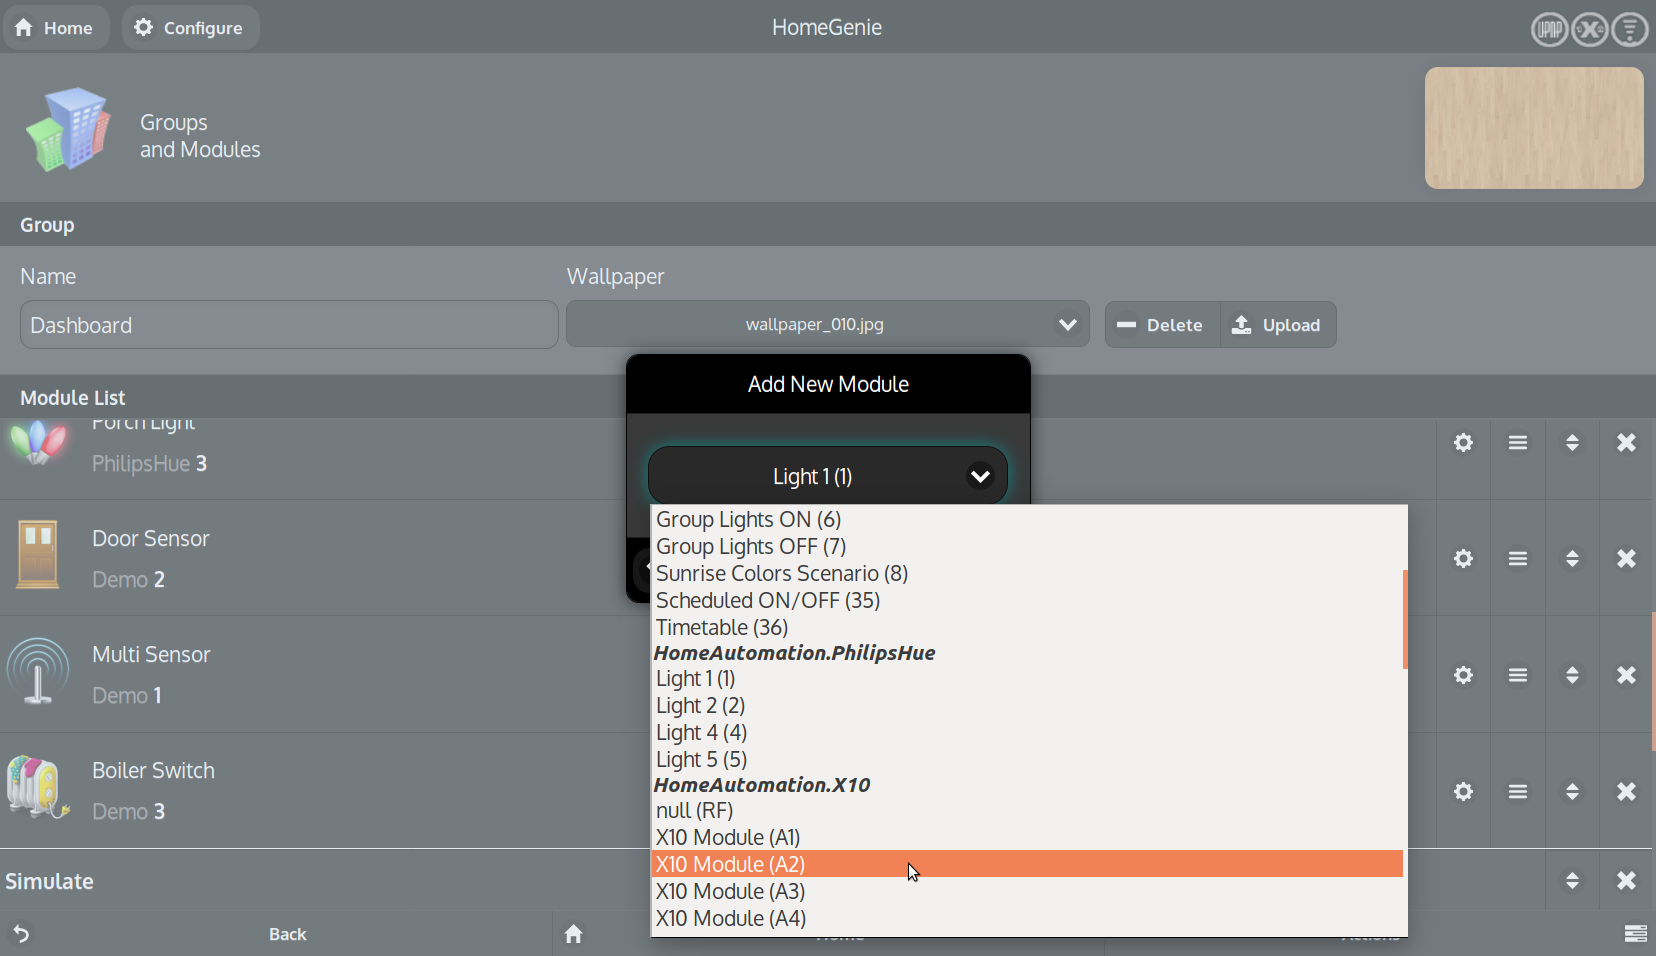 Home
Configure
HomeGenie
UPNP
X
Groups
and Modules
Group
Name
Wallpaper
Dashboard
wallpaper_010.jpg
Delete
Upload
Module List
Add New Module
Porch Light
PhilipsHue 3
Light 1 (1)
Door Sensor
Demo 2
Multi Sensor
Demo 1
Boiler Switch
Demo 3
Group Lights ON (6)
Group Lights OFF (7)
Sunrise Colors Scenario (8)
Scheduled ON/OFF (35)
Timetable (36)
HomeAutomation.PhilipsHue
Light 1 (1)
Light 2 (2)
Light 4 (4)
Light 5 (5)
HomeAutomation.X10
null (RF)
X10 Module (A1)
X10 Module (A2)
X10 Module (A3)
X10 Module (A4)
Simulate
Back
Home
Actions